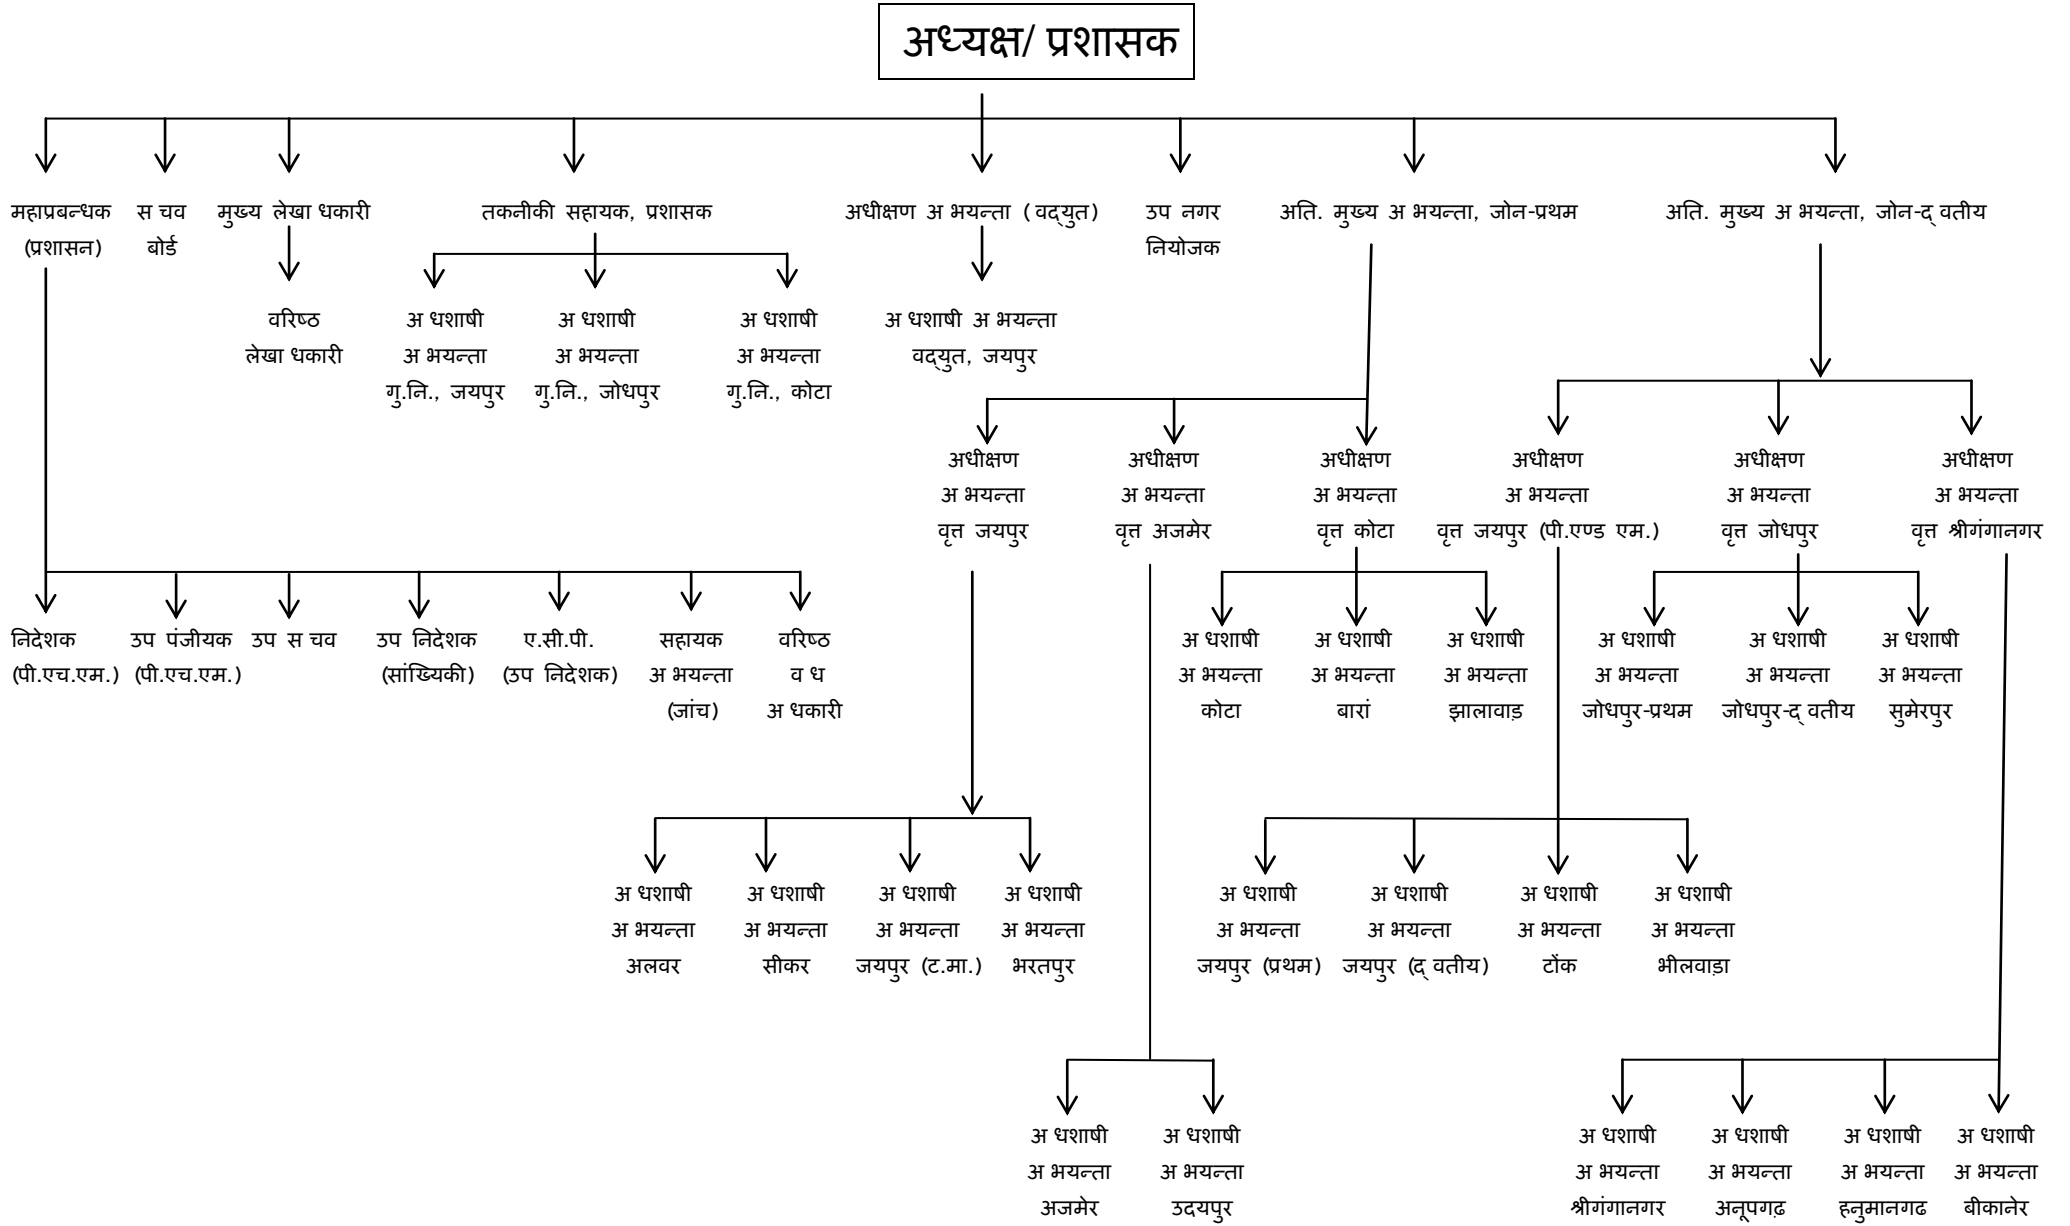 अध्यक्ष/ प्रशासक
महाप्रबन्धक
(प्रशासन)
स चव
बोर्ड
मुख्य लेखा धकारी
तकनीकी सहायक, प्रशासक
अधीक्षण अ भयन्ता ( वद्युत)
उप नगर
नियोजक
अति. मुख्य अ भयन्ता, जोन-प्रथम
अति. मुख्य अ भयन्ता, जोन-द् वतीय
वरिष्ठ
लेखा धकारी
अ धशाषी
अ भयन्ता
गु.नि., जयपुर
अ धशाषी
अ भयन्ता
गु.नि., जोधपुर
अ धशाषी
अ भयन्ता
गु.नि., कोटा
अ धशाषी अ भयन्ता
वद्युत, जयपुर
अधीक्षण
अ भयन्ता
वृत्त जयपुर
अधीक्षण
अ भयन्ता
वृत्त अजमेर
अधीक्षण
अ भयन्ता
वृत्त कोटा
अधीक्षण
अ भयन्ता
वृत्त जयपुर (पी.एण्ड एम.)
अधीक्षण
अ भयन्ता
वृत्त जोधपुर
अधीक्षण
अ भयन्ता
वृत्त श्रीगंगानगर
निदेशक
(पी.एच.एम.)
उप पंजीयक
(पी.एच.एम.)
उप स चव
उप निदेशक
(सांख्यिकी)
ए.सी.पी.
(उप निदेशक)
सहायक
अ भयन्ता
(जांच)
वरिष्ठ
व ध
अ धकारी
अ धशाषी
अ भयन्ता
कोटा
अ धशाषी
अ भयन्ता
बारां
अ धशाषी
अ भयन्ता
झालावाड़
अ धशाषी
अ भयन्ता
जोधपुर-प्रथम
अ धशाषी
अ भयन्ता
जोधपुर-द् वतीय
अ धशाषी
अ भयन्ता
सुमेरपुर
अ धशाषी
अ भयन्ता
अलवर
अ धशाषी
अ भयन्ता
सीकर
अ धशाषी
अ भयन्ता
जयपुर (ट.मा.)
अ धशाषी
अ भयन्ता
भरतपुर
अ धशाषी
अ भयन्ता
जयपुर (प्रथम)
अ धशाषी
अ भयन्ता
जयपुर (द् वतीय)
अ धशाषी
अ भयन्ता
टोंक
अ धशाषी
अ भयन्ता
भीलवाड़ा
अ धशाषी
अ भयन्ता
अजमेर
अ धशाषी
अ भयन्ता
उदयपुर
अ धशाषी
अ भयन्ता
श्रीगंगानगर
अ धशाषी
अ भयन्ता
अनूपगढ़
अ धशाषी
अ भयन्ता
हनुमानगढ
अ धशाषी
अ भयन्ता
बीकानेर